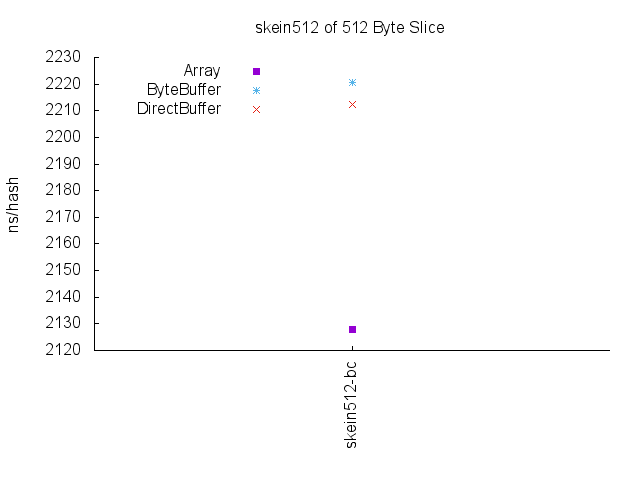 skein512 of 512 Byte Slice
2230
2220
2210
2200
2190
2180
2170
2160
2150
2140
2130
2120
ns/hash
Array
ByteBuffer
DirectBuffer
skein512-bc